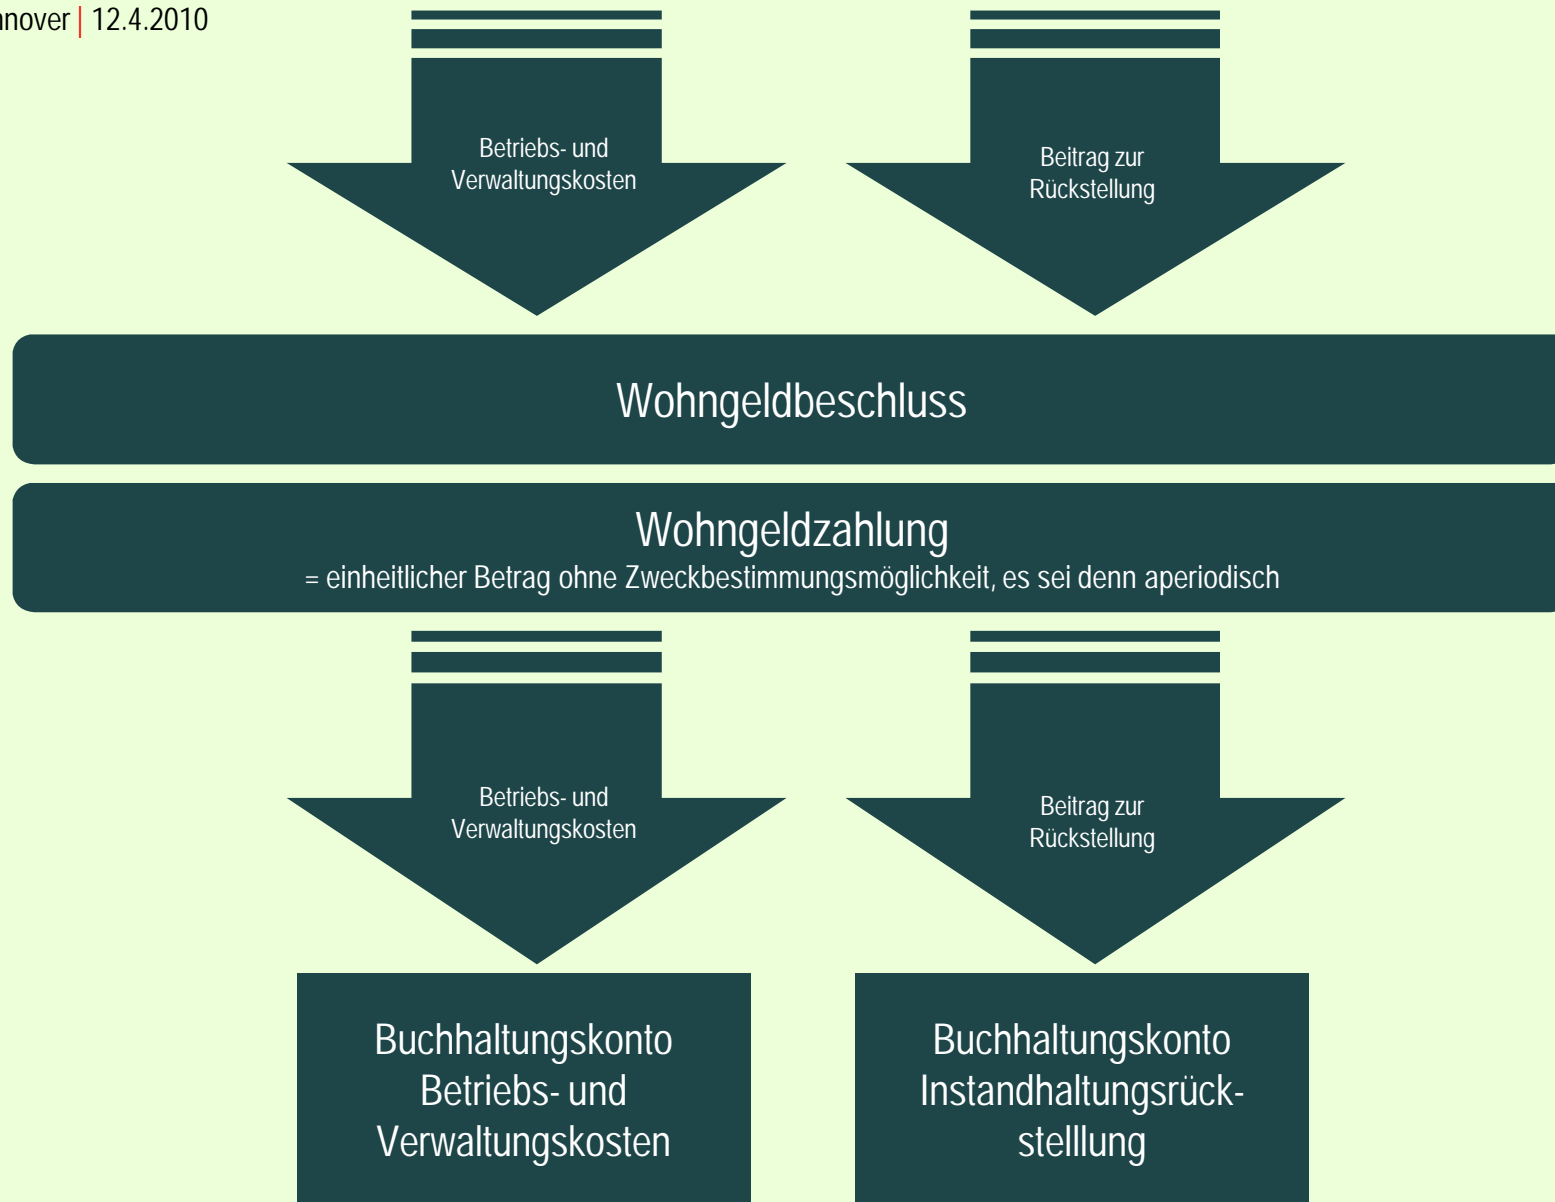 nnover | 12.4.2010
Betriebs- und
Verwaltungskosten
Beitrag zur
Rückstellung
Wohngeldbeschluss
Wohngeldzahlung
= einheitlicher Betrag ohne Zweckbestimmungsmöglichkeit, es sei denn aperiodisch
Betriebs- und
Verwaltungskosten
Beitrag zur
Rückstellung
Buchhaltungskonto
Betriebs- und
Verwaltungskosten
Buchhaltungskonto
Instandhaltungsrück-
stelllung